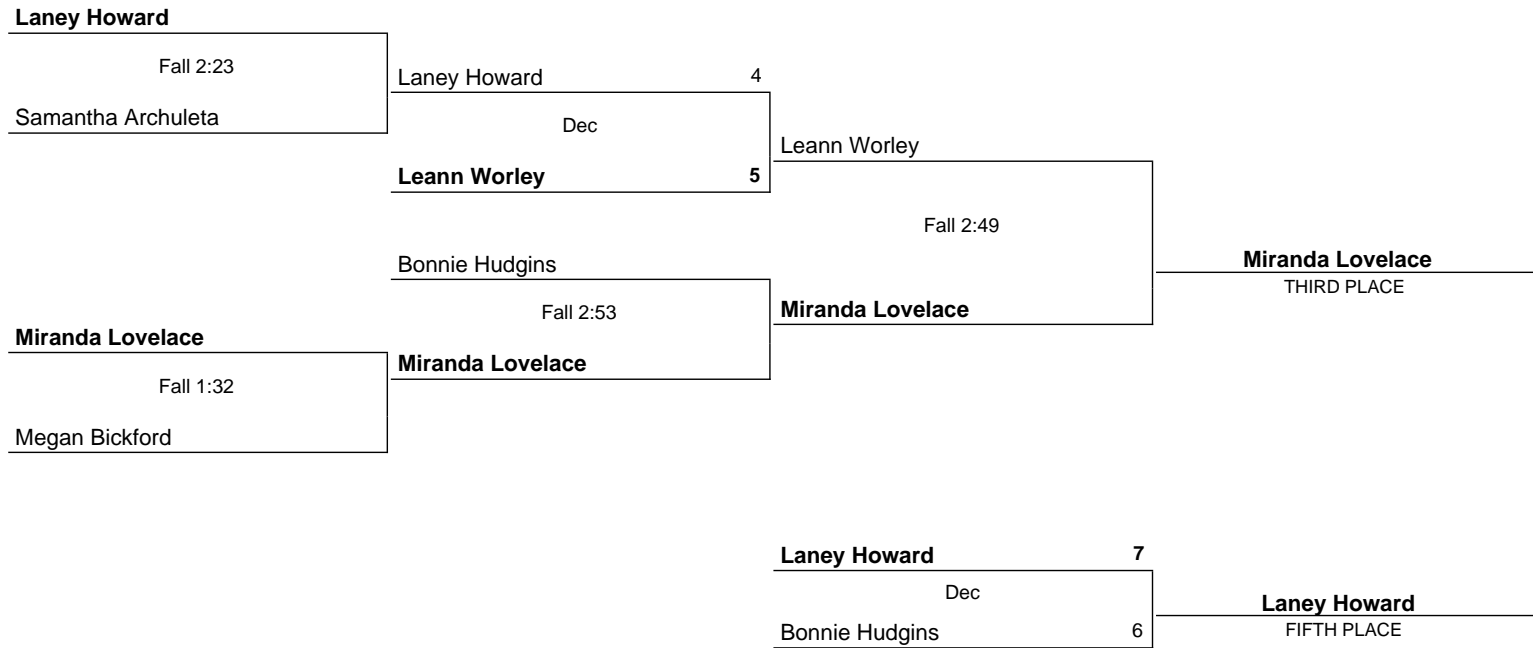 Laney Howard
Fall 2:23
Samantha Archuleta
Laney Howard 4
Dec
Leann Worley 5
Leann Worley
Fall 2:49
Miranda Lovelace
Bonnie Hudgins
Fall 2:53
Miranda Lovelace
Miranda Lovelace
Fall 1:32
Megan Bickford
Miranda Lovelace
THIRD PLACE
Laney Howard 7
Dec
Bonnie Hudgins 6
Laney Howard
FIFTH PLACE